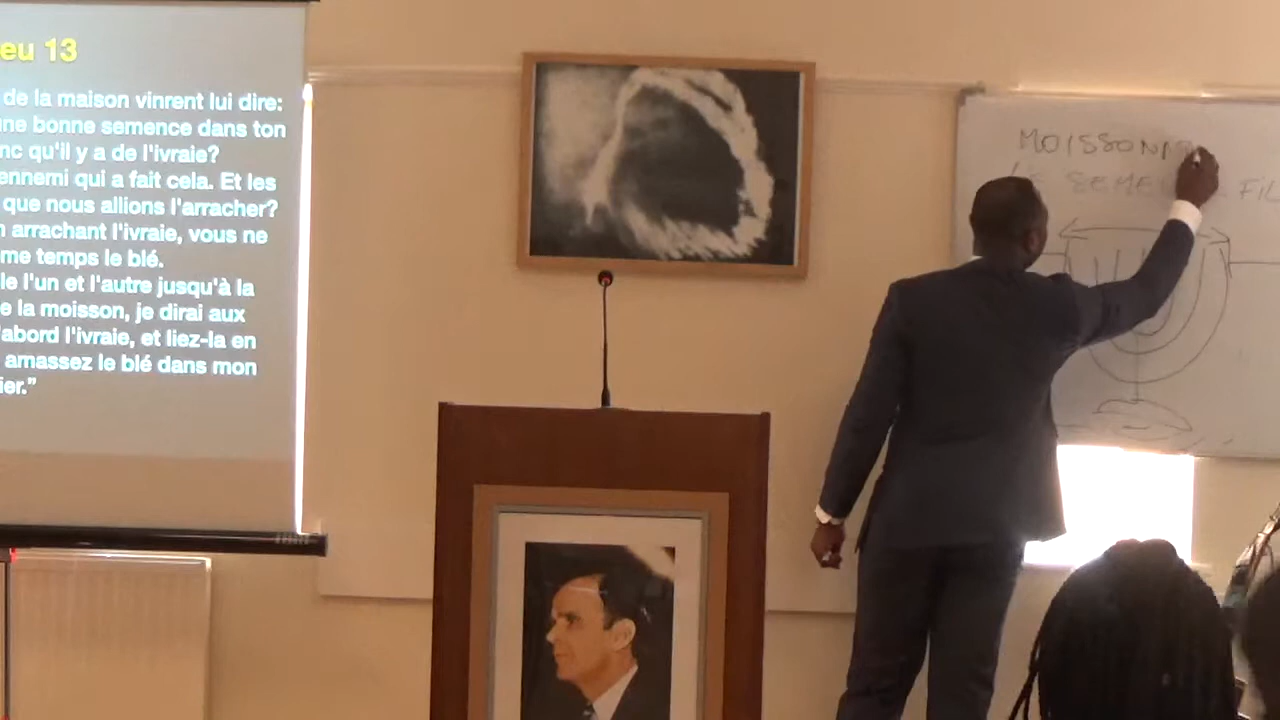 eu 13
de la maison vinrent lui dire:
une bonne semence dans ton
nc qu'il y a de l'ivraie?
ennemi qui a fait cela. Et les
que nous allions l'arracher?
n arrachant l'ivraie, vous ne
me temps le blé.
le l'un et l'autre jusqu'à la
e la moisson, je dirai aux
'abord l'ivraie, et liez-la en
amassez le blé dans mon
ier.”
MOISSON
SEME FIL